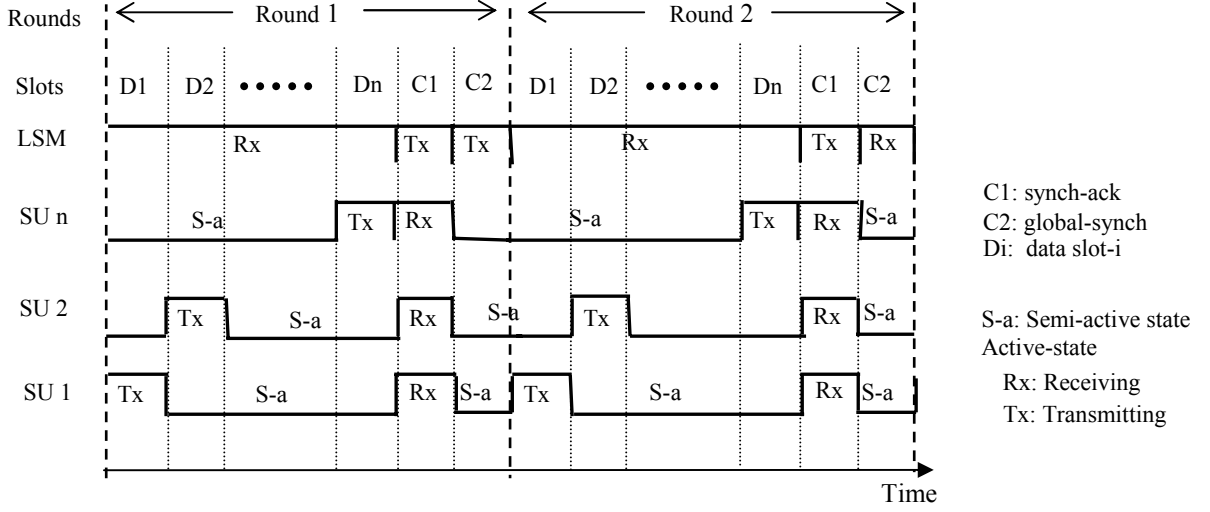 Rounds Round 1 Round 2
Slots D1 D2 ••••• Dn C1 C2 D1 D2 ••••• Dn C1 C2
LSM Rx Tx Tx Rx Tx Rx
SU n S-a Tx Rx S-a Tx Rx S-a
SU 2 Tx S-a Rx S-a Tx Rx S-a
SU 1 Tx S-a Rx S-a Tx S-a Rx S-a
Time
C1: synch-ack
C2: global-synch
Di: data slot-i
S-a: Semi-active state
Active-state
Rx: Receiving
Tx: Transmitting